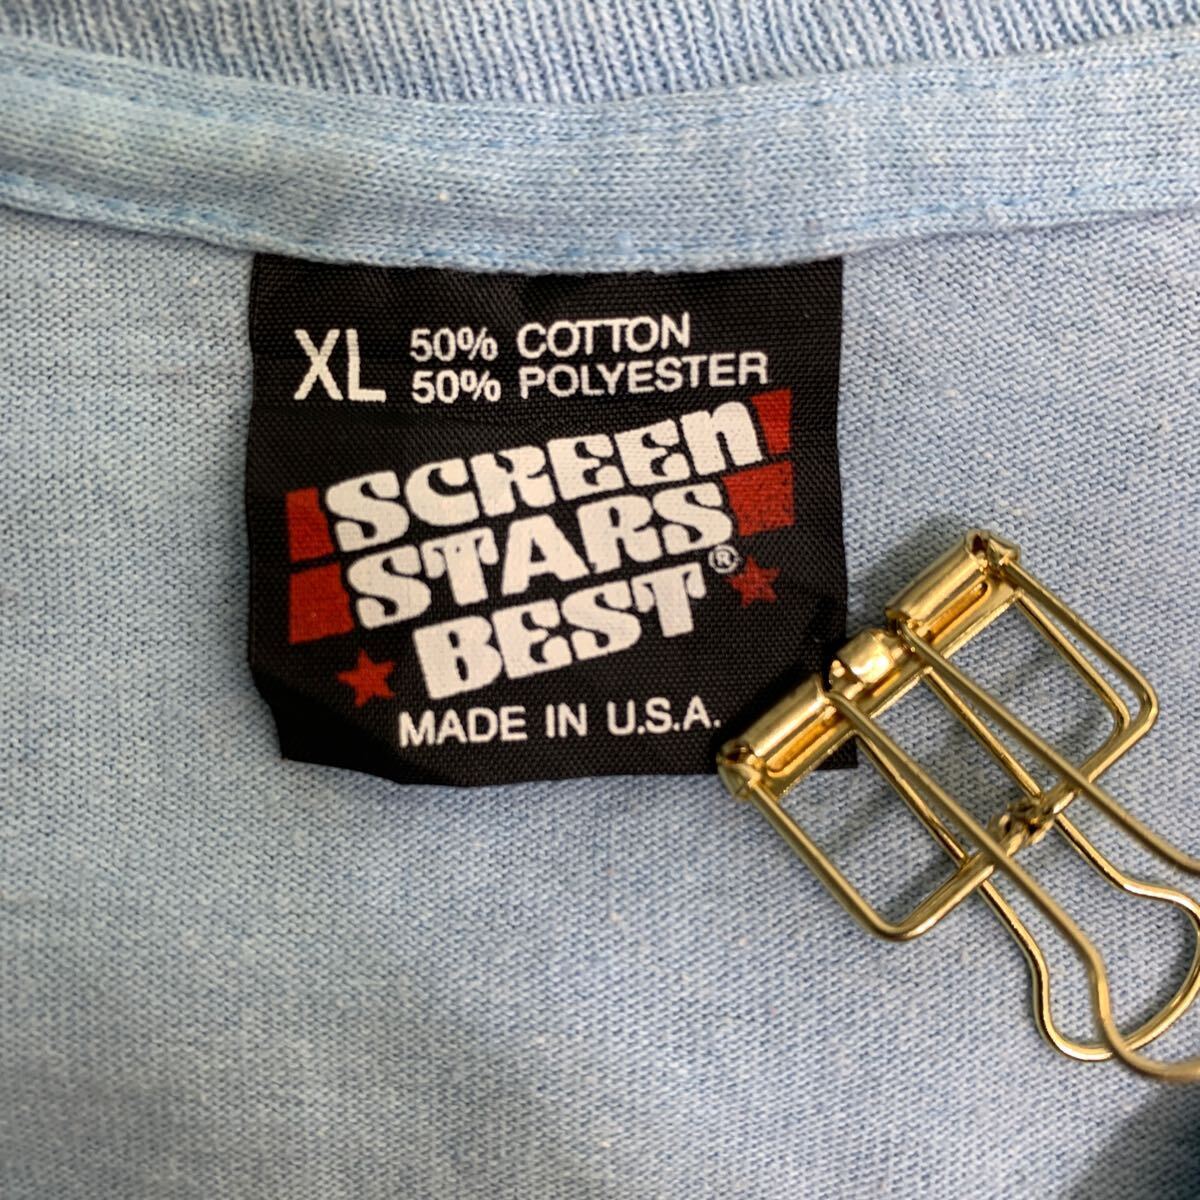 XL 50% COTTON
50% POLYESTER
SCREEN
STARS
BEST®
MADE IN U.S.A.